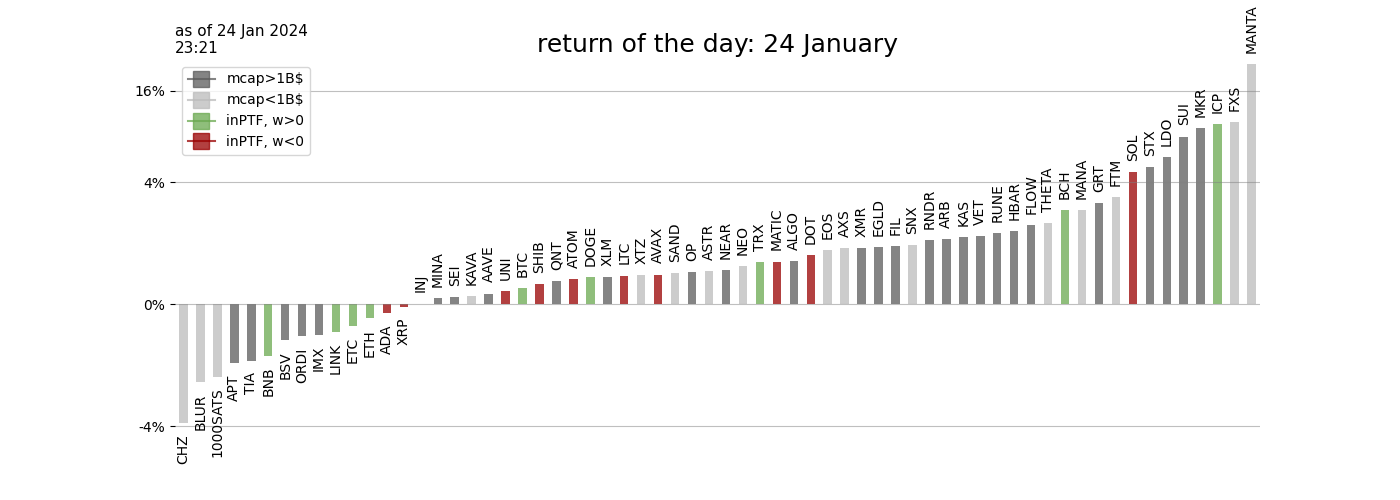 as of 24 Jan 2024
23:21
return of the day: 24 January
mcap>1B$
mcap<1B$
inPTF, w>0
inPTF, w<0
16%
4%
0%
-4%
CHZ
BLUR
1000SATS
APT
TIA
BNB
BSV
ORDI
IMX
LINK
ETC
ETH
ADA
XRP
INJ
MINA
SEI
KAVA
AAVE
UNI
BTC
SHIB
QNT
ATOM
DOGE
XLM
LTC
XTZ
AVAX
SAND
OP
ASTR
NEAR
NEO
TRX
MATIC
ALGO
DOT
EOS
AXS
XMR
EGLD
FIL
SNX
RNDR
ARB
KAS
VET
RUNE
HBAR
FLOW
THETA
BCH
MANA
GRT
FTM
SOL
STX
LDO
SUI
MKR
ICP
FXS
MANTA